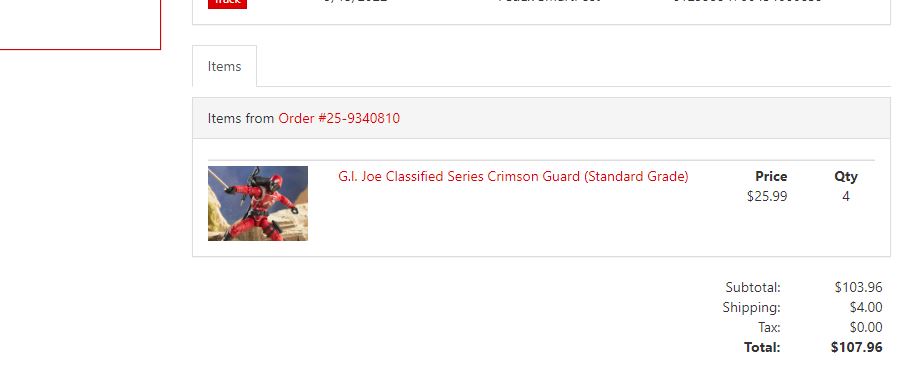 Track
Items
Items from Order #25-9340810
G.I. Joe Classified Series Crimson Guard (Standard Grade)
Price
Qty
$25.99
4
Subtotal: $103.96
Shipping: $4.00
Tax: $0.00
Total: $107.96